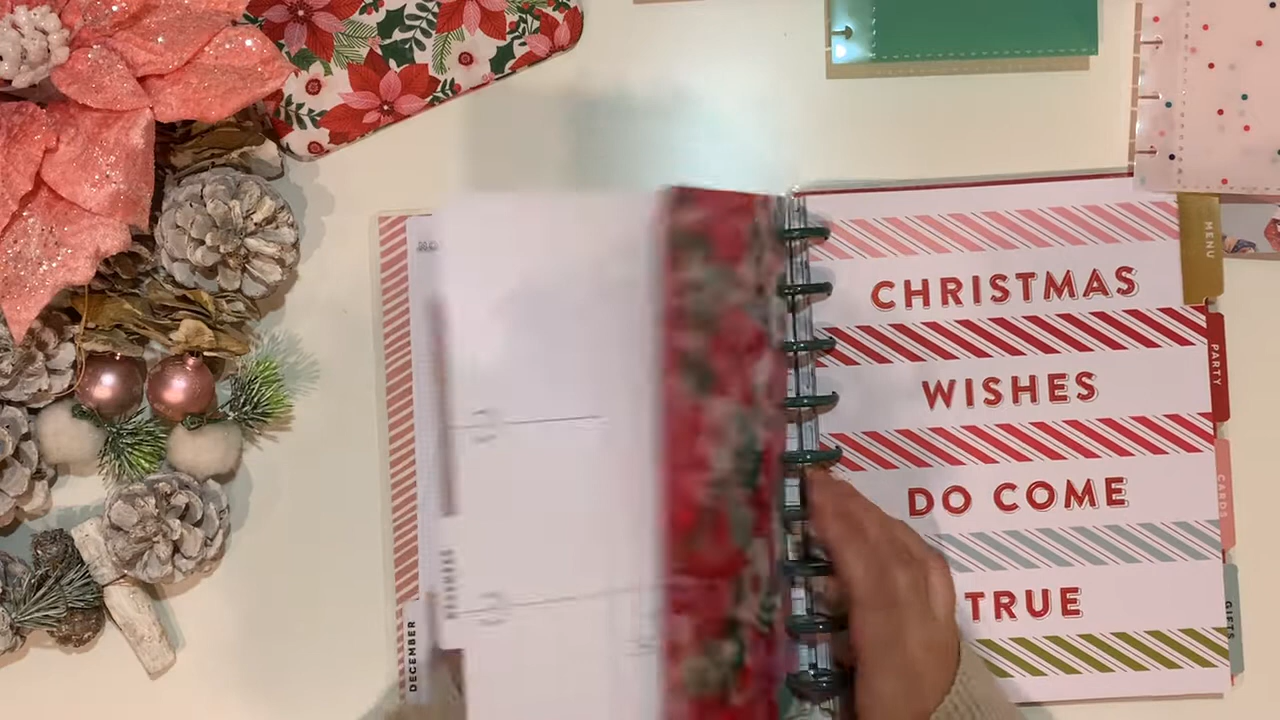 CHRISTMAS
WISHES
DO COME
TRUE
MENU
PARTY
CARDS
GIFTS
DECEMBER